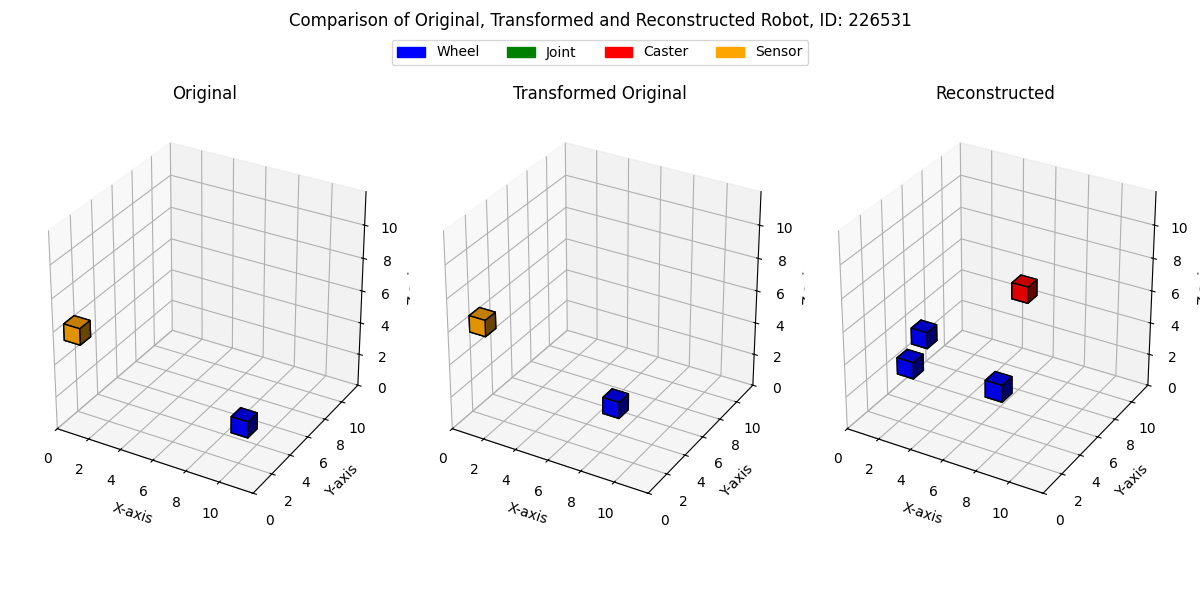 Comparison of Original, Transformed and Reconstructed Robot, ID: 226531
Wheel Joint Caster Sensor
Original Transformed Original Reconstructed
0 2 4 6 8 10
X-axis
0 2 4 6 8 10
Y-axis
0 2 4 6 8 10
0 2 4 6 8 10
X-axis
0 2 4 6 8 10
Y-axis
0 2 4 6 8 10
0 2 4 6 8 10
X-axis
0 2 4 6 8 10
Y-axis
0 2 4 6 8 10